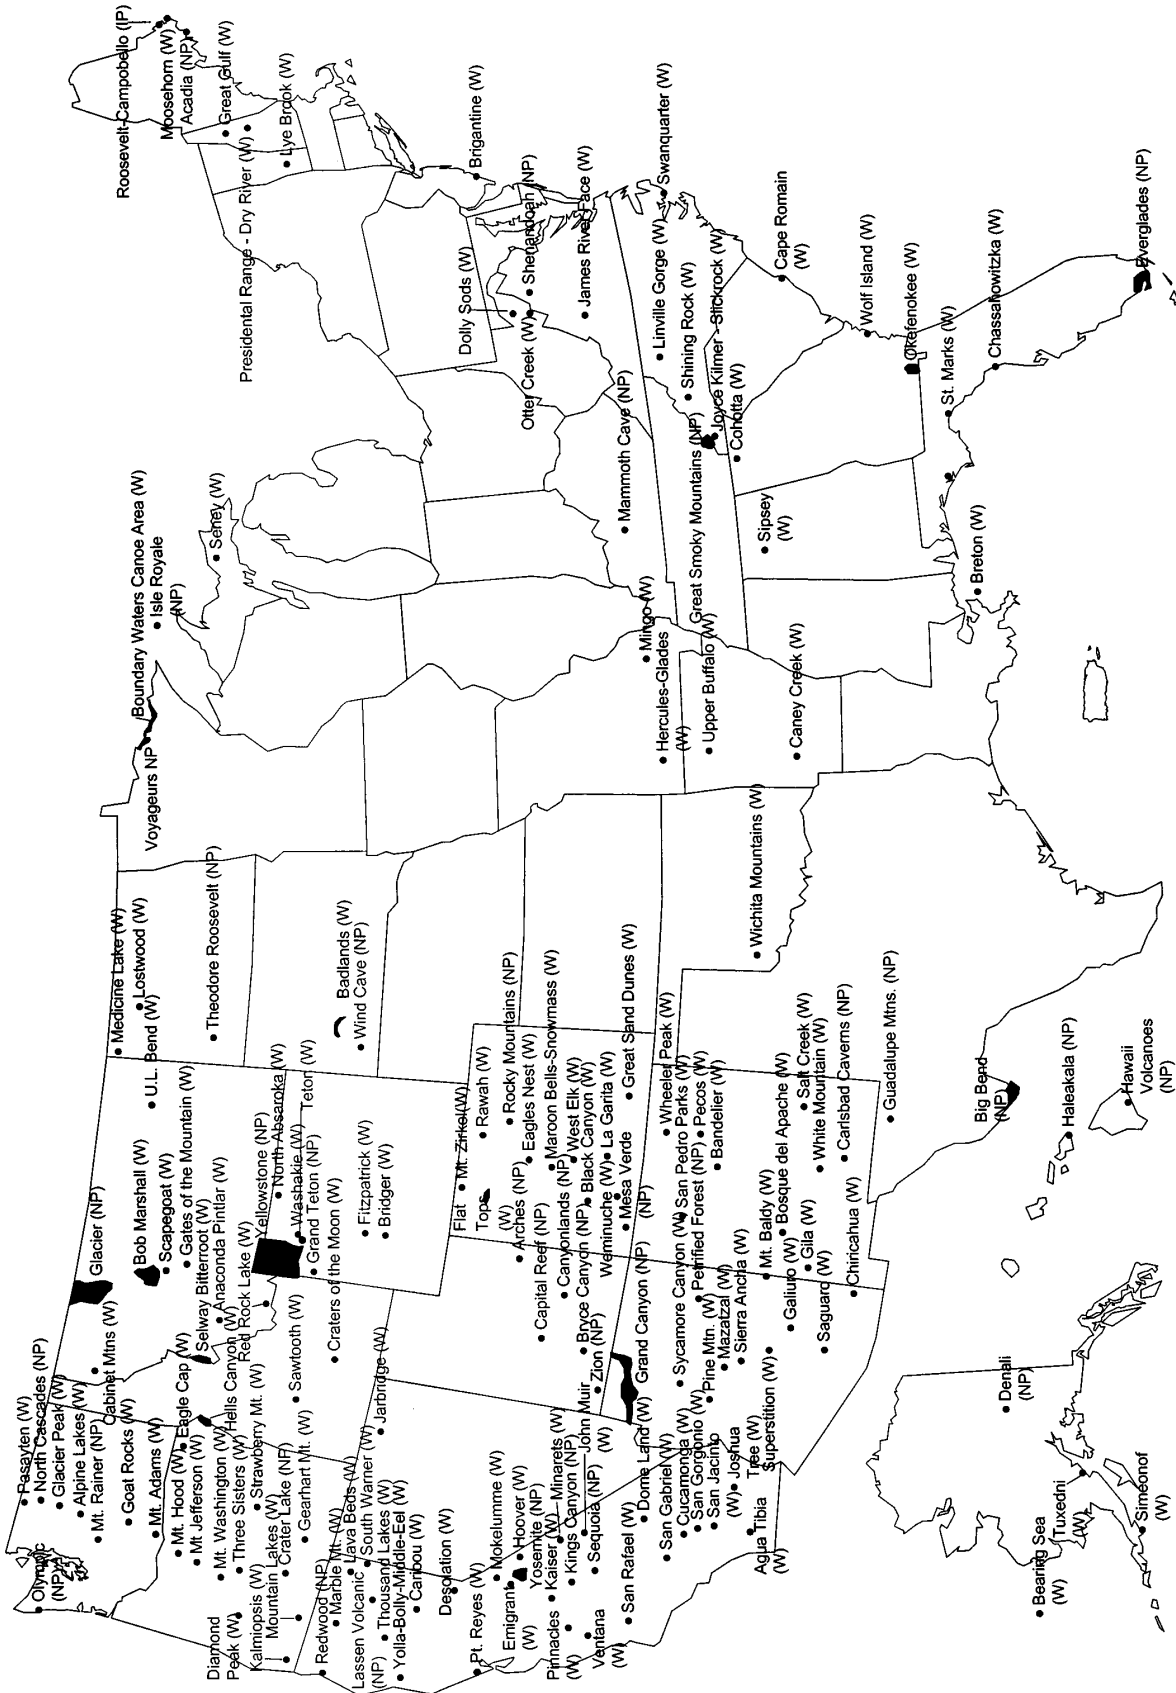 Roosevelt-Campobello (IP)
Moosehorn (W)
Acadia (NP)
Great Gulf (W)
Presidental Range - Dry River (W)
Lye Brook (W)
Brigantine (W)
Dolly Sods (W)
Shenandoah (NP)
Otter Creek (W)
James River Face (W)
Swanquarter (W)
Linville Gorge (W)
Shining Rock (W)
Joyce Kilmer - Slickrock (W)
Great Smoky Mountains (NP)
Cohotta (W)
Cape Romain
(W)
Wolf Island (W)
Okefenokee (W)
St. Marks (W)
Chassahowitzka (W)
Everglades (NP)
Mammoth Cave (NP)
Sipsey
(W)
Breton (W)
Boundary Waters Canoe Area (W)
Isle Royale
(NP)
Seney (W)
Voyageurs NP
Mingo (W)
Hercules-Glades
(W)
Upper Buffalo (W)
Caney Creek (W)
Wichita Mountains (W)
Medicine Lake (W)
Lostwood (W)
U.L. Bend (W)
Theodore Roosevelt (NP)
Badlands (W)
Wind Cave (NP)
Glacier (NP)
Bob Marshall (W)
Scapegoat (W)
Gates of the Mountain (W)
Selway Bitterroot (W)
Anaconda Pintlar (W)
Red Rock Lake (W)
Cabinet Mtns (W)
Yellowstone (NP)
North Absaroka (W)
Washakie (W)
Teton (W)
Grand Teton (NP)
Craters of the Moon (W)
Fitzpatrick (W)
Bridger (W)
Sawtooth (W)
Jarbridge (W)
Hells Canyon (W)
Eagle Cap (W)
Strawberry Mt. (W)
Pasayten (W)
North Cascades (NP)
Glacier Peak (W)
Alpine Lakes (W)
Olympic
(NP)
Mt. Rainer (NP)
Goat Rocks (W)
Mt. Adams (W)
Mt. Hood (W)
Mt Jefferson (W)
Mt. Washington (W)
Three Sisters (W)
Diamond
Peak (W)
Crater Lake (NP)
Mountain Lakes (W)
Gearhart Mt. (W)
Kalmiopsis (W)
Redwood (NP)
Marble Mt. (W)
Lava Beds (W)
South Warner (W)
Lassen Volcanic
(NP)
Thousand Lakes (W)
Yolla-Bolly-Middle-Eel (W)
Caribou (W)
Desolation (W)
Pt. Reyes (W)
Mokelumme (W)
Emigrant
(W)
Hoover (W)
Yosemite (NP)
Pinnacles
(W)
Kaiser (W)
Minarets (W)
Kings Canyon (NP)
John Muir
(W)
Sequoia (NP)
Ventana
(W)
San Rafael (W)
Dome Land (W)
San Gabriel (W)
Cucamonga (W)
San Gorgonio (W)
San Jacinto
(W)
Joshua
Tree (W)
Agua Tibia
(W)
Flat
Tops
(W)
Mt. Zirkel (W)
Rawah (W)
Rocky Mountains (NP)
Eagles Nest (W)
Maroon Bells-Snowmass (W)
West Elk (W)
Black Canyon (W)
La Garita (W)
Weminuche (W)
Great Sand Dunes (W)
Mesa Verde
(NP)
Arches (NP)
Capital Reef (NP)
Canyonlands (NP)
Bryce Canyon (NP)
Zion (NP)
Grand Canyon (NP)
Sycamore Canyon (W)
Petrified Forest (NP)
Pine Mtn. (W)
Mazatzal (W)
Sierra Ancha (W)
Superstition (W)
Mt. Baldy (W)
Galiuro (W)
Saguaro (W)
Chiricahua (W)
Gila (W)
Wheeler Peak (W)
San Pedro Parks (W)
Pecos (W)
Bandelier (W)
Bosque del Apache (W)
Salt Creek (W)
White Mountain (W)
Carlsbad Caverns (NP)
Guadalupe Mtns. (NP)
Big Bend
(NP)
Haleakala (NP)
Hawaii
Volcanoes
(NP)
Denali
(NP)
Bearing Sea
(W)
Tuxedni
(W)
Simeonof
(W)